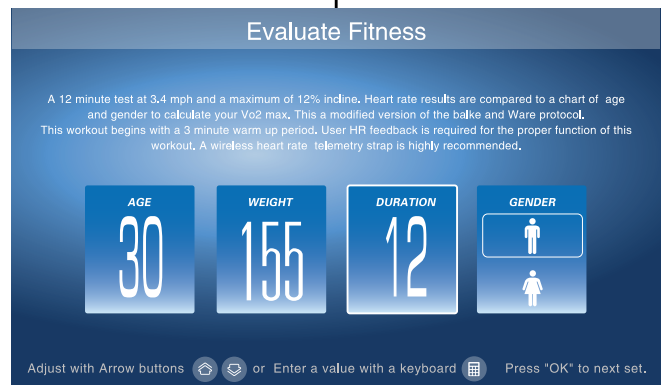 Evaluate Fitness
A 12 minute test at 3.4 mph and a maximum of 12% incline. Heart rate results are compared to a chart of age
and gender to calculate your Vo2 max. This a modified version of the balke and Ware protocol.
This workout begins with a 3 minute warm up period. User HR feedback is required for the proper function of this
workout. A wireless heart rate telemetry strap is highly recommended.
AGE WEIGHT DURATION GENDER
30 155 12
Adjust with Arrow buttons or Enter a value with a keyboard Press "OK" to next set.